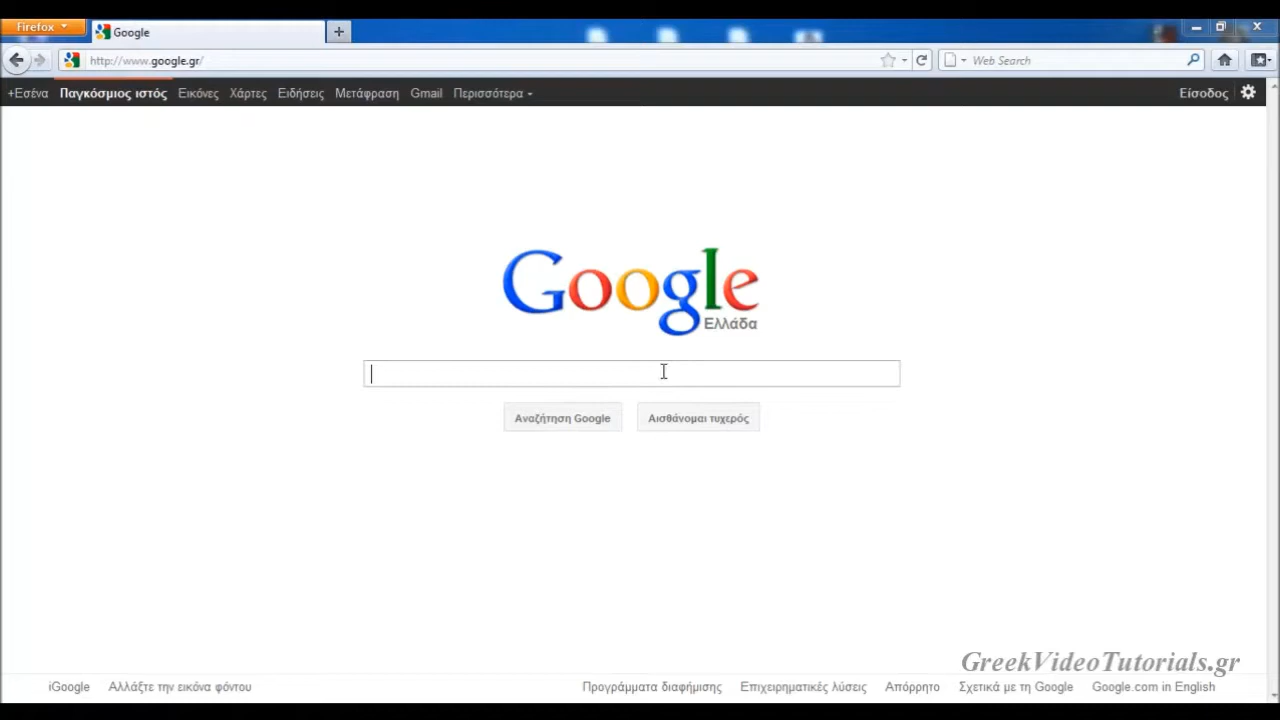 Firefox
Google
http://www.google.gr/
Web Search
+Εσένα Παγκόσμιος ιστός Εικόνες Χάρτες Ειδήσεις Μετάφραση Gmail Περισσότερα
Είσοδος
Google
Ελλάδα
Αναζήτηση Google
Αισθάνομαι τυχερός
GreekVideoTutorials.gr
iGoogle Αλλάξτε την εικόνα φόντου
Προγράμματα διαφήμισης Επιχειρηματικές λύσεις Απόρρητο Σχετικά με τη Google Google.com in English